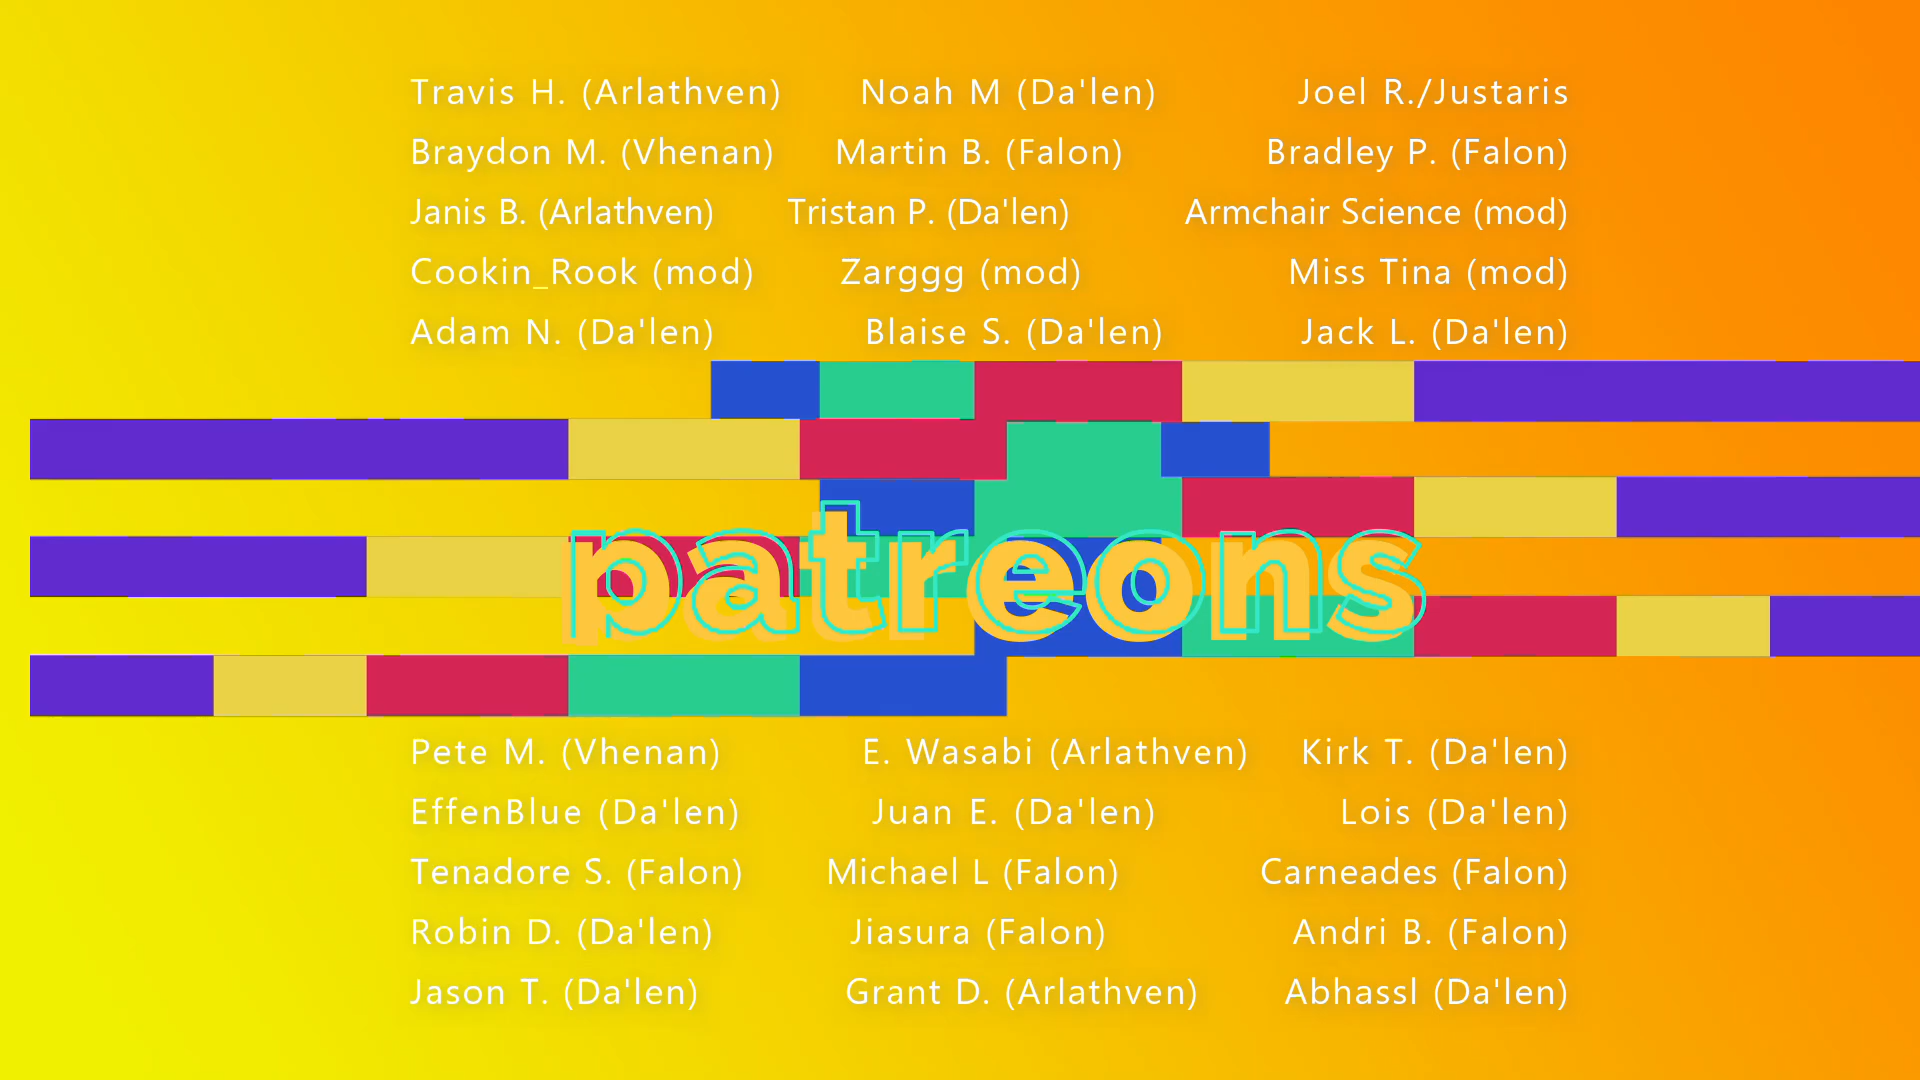 Travis H. (Arlathven) Noah M (Da'len) Joel R./Justaris
Braydon M. (Vhenan) Martin B. (Falon) Bradley P. (Falon)
Janis B. (Arlathven) Tristan P. (Da'len) Armchair Science (mod)
Cookin_Rook (mod) Zarggg (mod) Miss Tina (mod)
Adam N. (Da'len) Blaise S. (Da'len) Jack L. (Da'len)
patreons
Pete M. (Vhenan) E. Wasabi (Arlathven) Kirk T. (Da'len)
EffenBlue (Da'len) Juan E. (Da'len) Lois (Da'len)
Tenadore S. (Falon) Michael L (Falon) Carneades (Falon)
Robin D. (Da'len) Jiasura (Falon) Andri B. (Falon)
Jason T. (Da'len) Grant D. (Arlathven) Abhassl (Da'len)